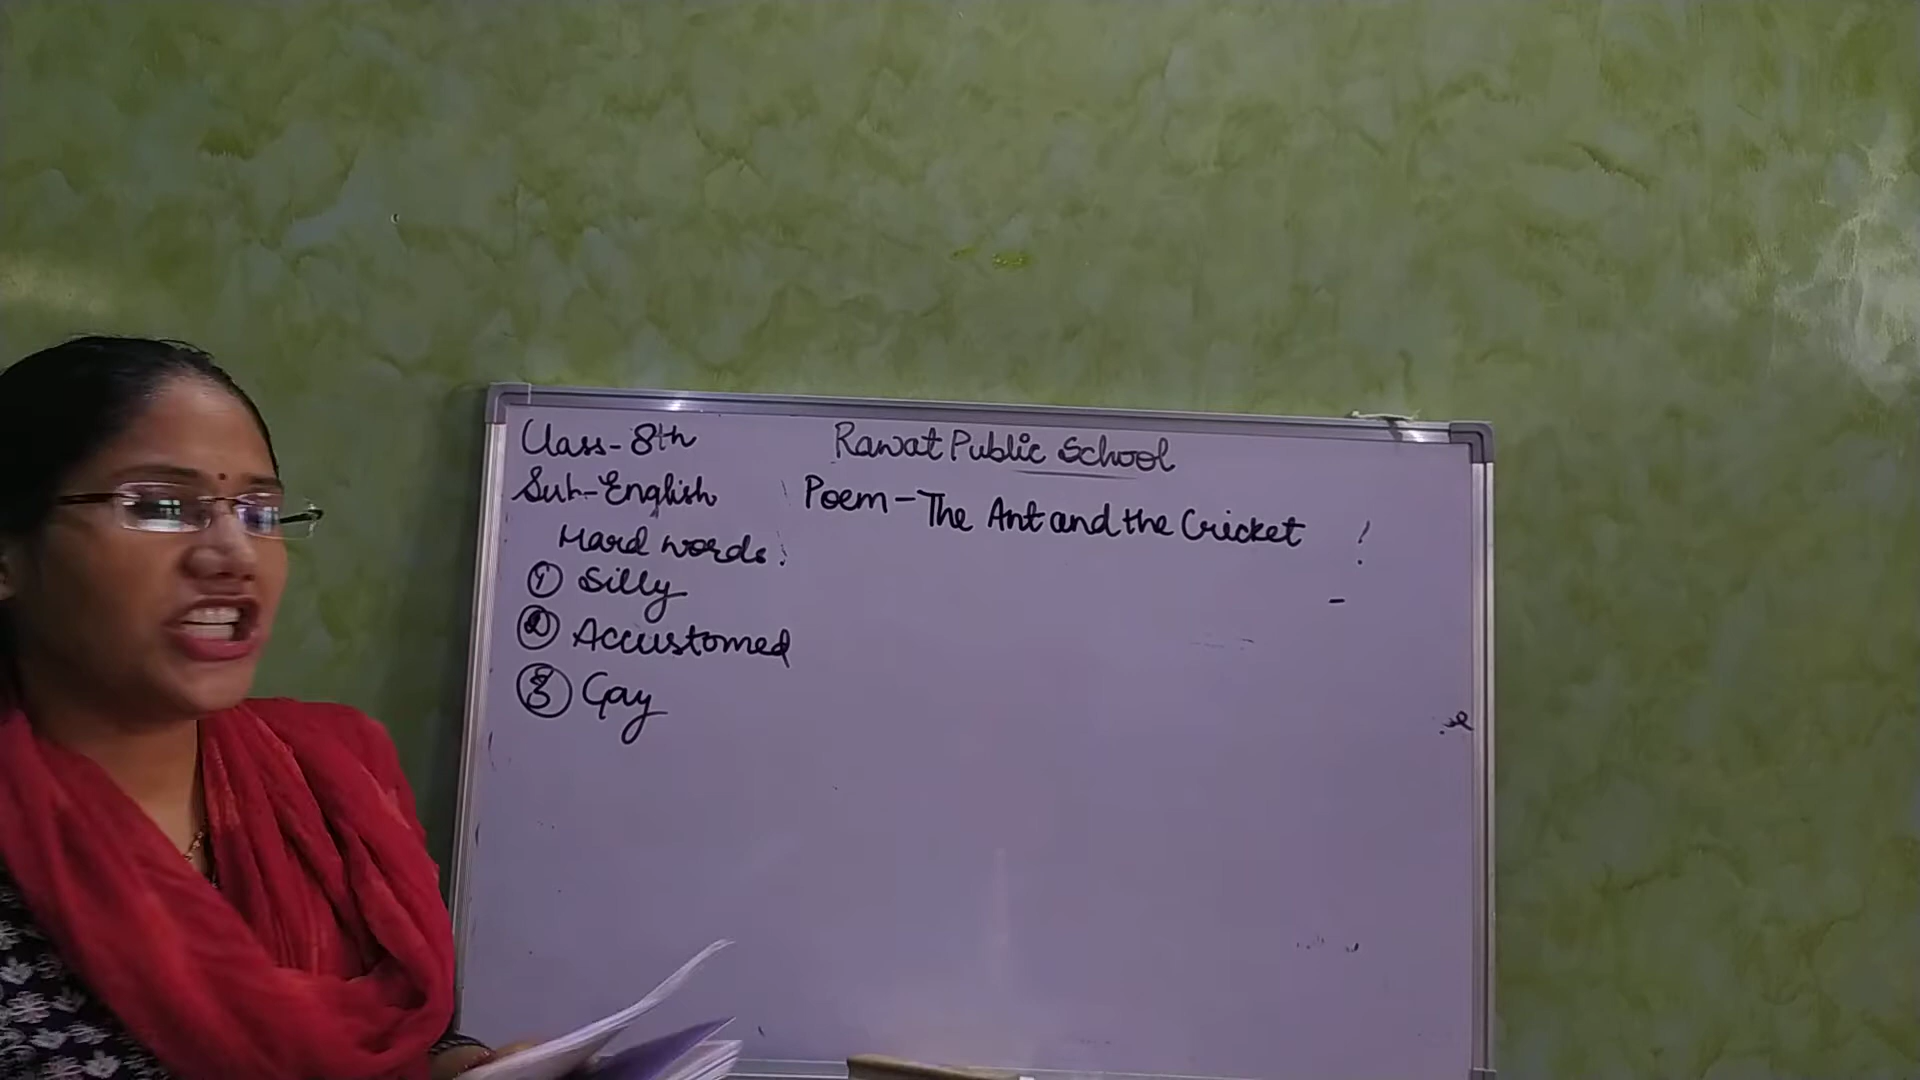 Rawat Public School
Class-8th
Sub-English
Poem-The Ant and the Cricket !
Hard words:
① Silly
② Accustomed
③ Gay